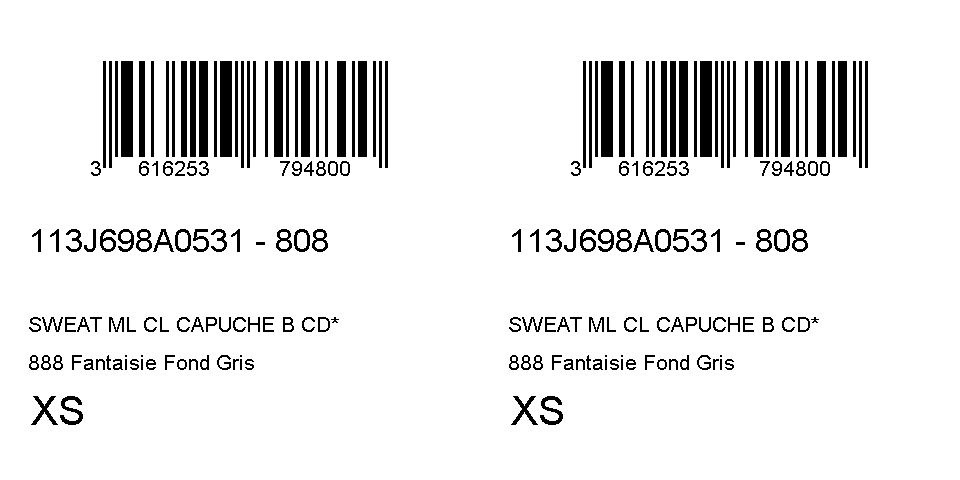 3 616253 794800
113J698A0531 - 808
SWEAT ML CL CAPUCHE B CD*
888 Fantaisie Fond Gris
XS
3 616253 794800
113J698A0531 - 808
SWEAT ML CL CAPUCHE B CD*
888 Fantaisie Fond Gris
XS